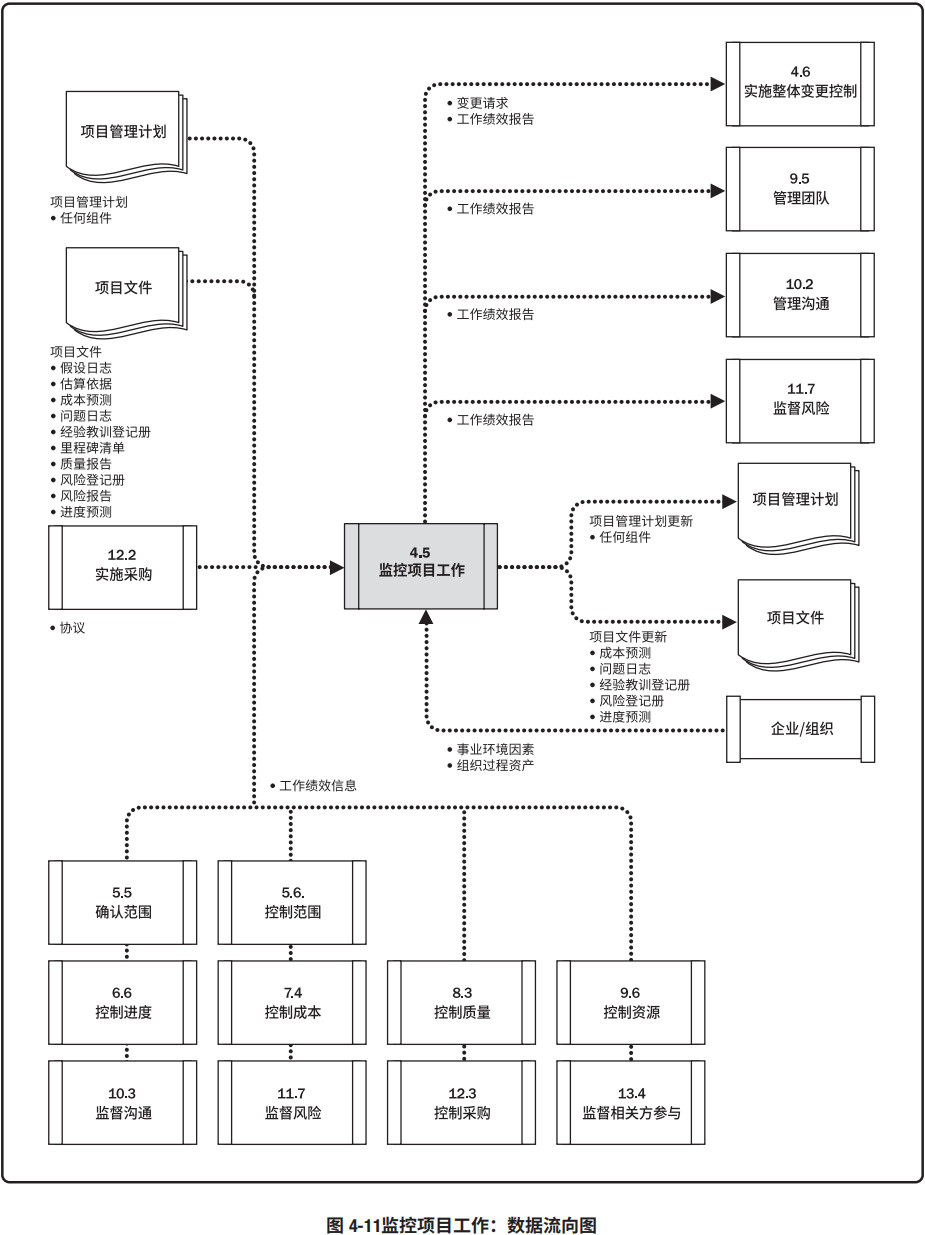 项目管理计划
项目管理计划
• 任何组件
项目文件
项目文件
• 假设日志
• 估算依据
• 成本预测
• 问题日志
• 经验教训登记册
• 里程碑清单
• 质量报告
• 风险登记册
• 风险报告
• 进度预测
12.2
实施采购
• 协议
4.6
实施整体变更控制
• 变更请求
• 工作绩效报告
9.5
管理团队
• 工作绩效报告
10.2
管理沟通
• 工作绩效报告
11.7
监督风险
• 工作绩效报告
4.5
监控项目工作
项目管理计划
项目管理计划更新
• 任何组件
项目文件
项目文件更新
• 成本预测
• 问题日志
• 经验教训登记册
• 风险登记册
• 进度预测
企业/组织
• 事业环境因素
• 组织过程资产
• 工作绩效信息
5.5
确认范围
5.6.
控制范围
6.6
控制进度
7.4
控制成本
8.3
控制质量
9.6
控制资源
10.3
监督沟通
11.7
监督风险
12.3
控制采购
13.4
监督相关方参与
图 4-11监控项目工作：数据流向图